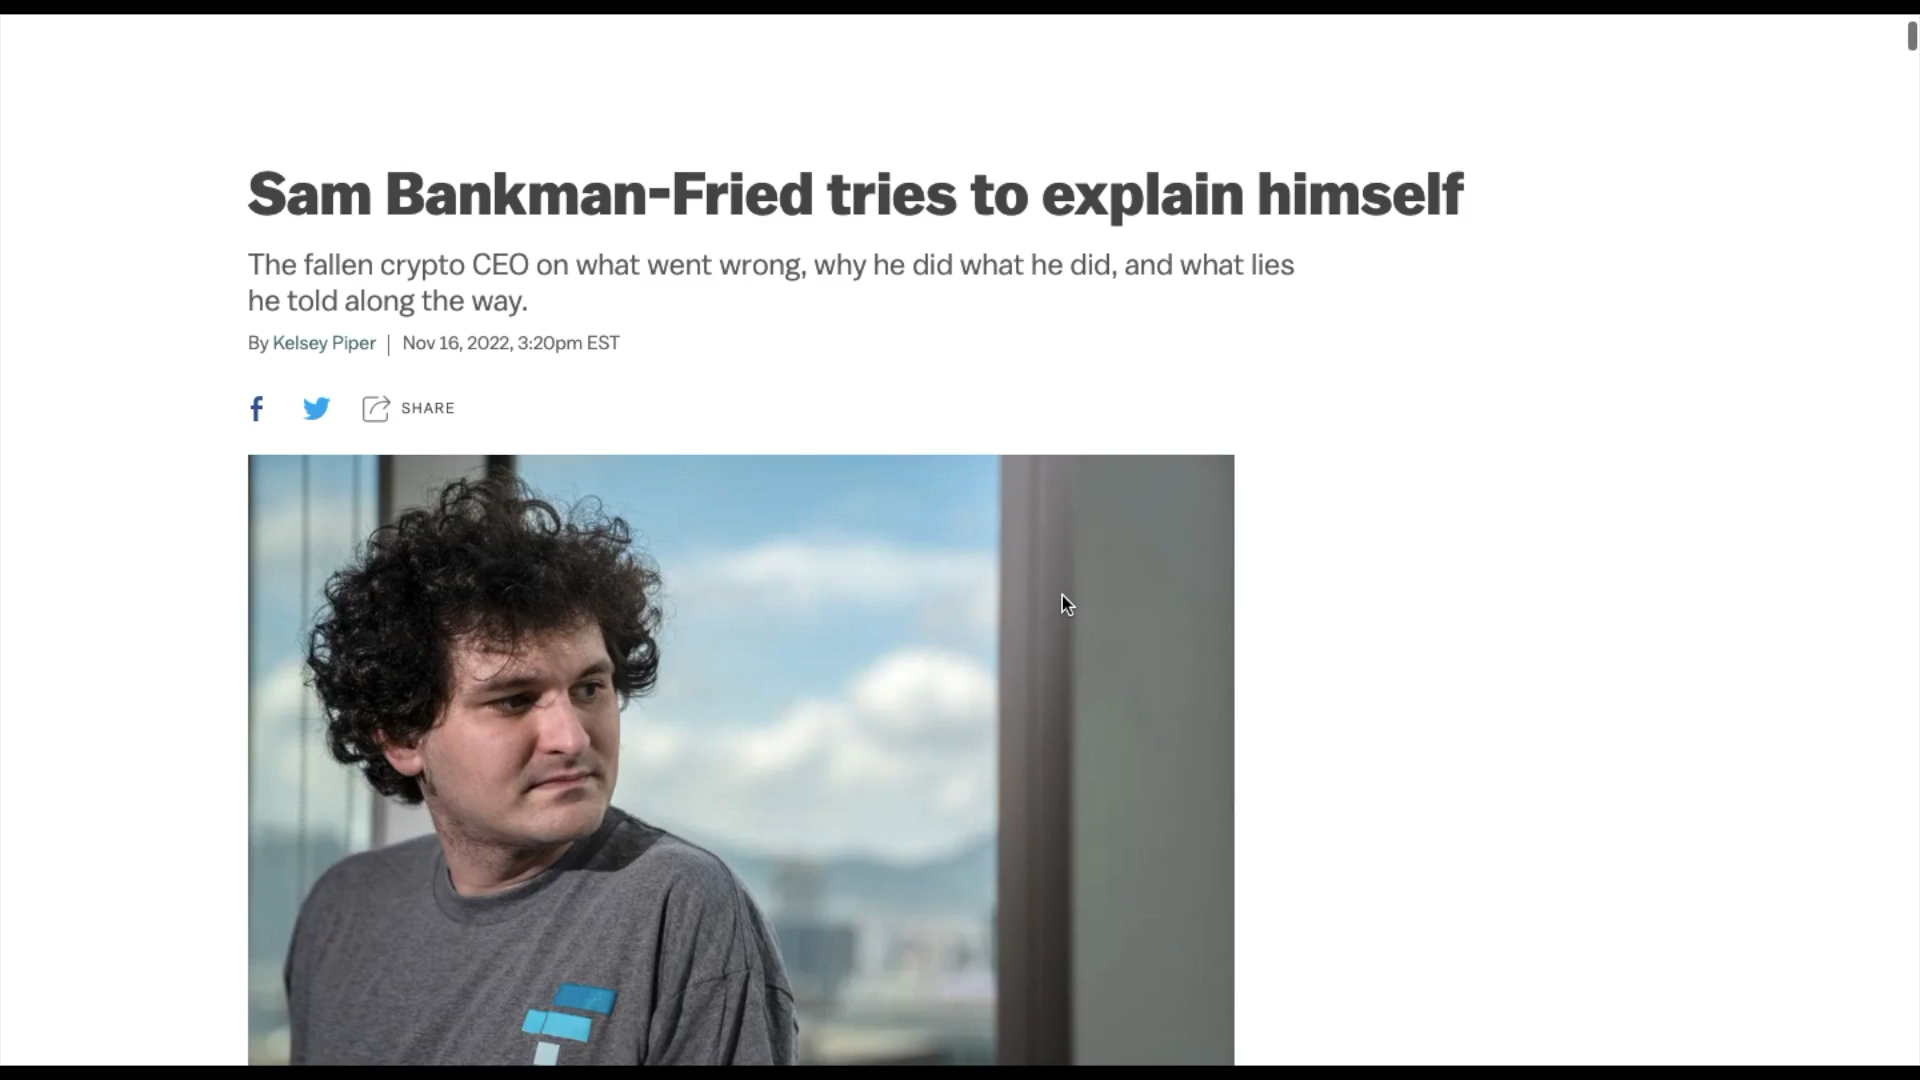 Sam Bankman-Fried tries to explain himself
The fallen crypto CEO on what went wrong, why he did what he did, and what lies
he told along the way.
By Kelsey Piper | Nov 16, 2022, 3:20pm EST
SHARE